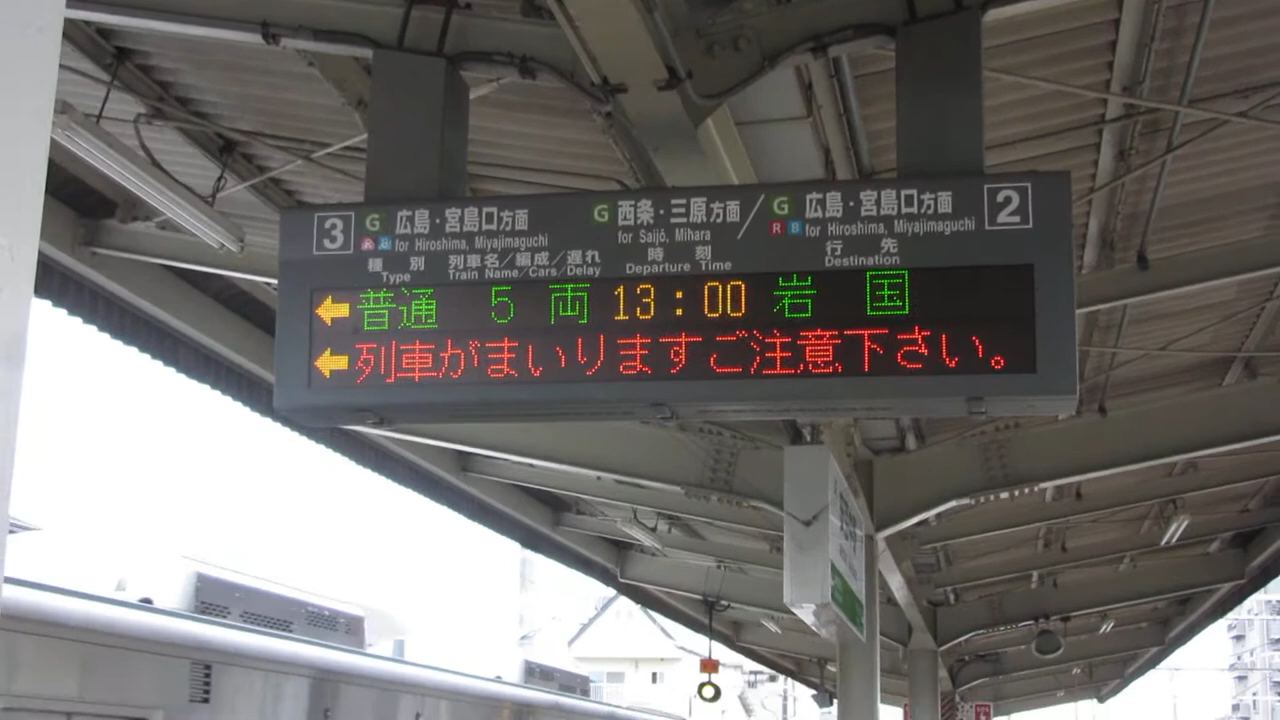 3 G 広島・宮島口方面 G 西条・三原方面 / G 広島・宮島口方面 2
R B for Hiroshima, Miyajimaguchi for Saijō, Mihara R B for Hiroshima, Miyajimaguchi
種別 列車名／編成／遅れ 時刻 行先
Type Train Name/Cars/Delay Departure Time Destination
← 普通 5両 13:00 岩国
← 列車がまいりますご注意下さい。